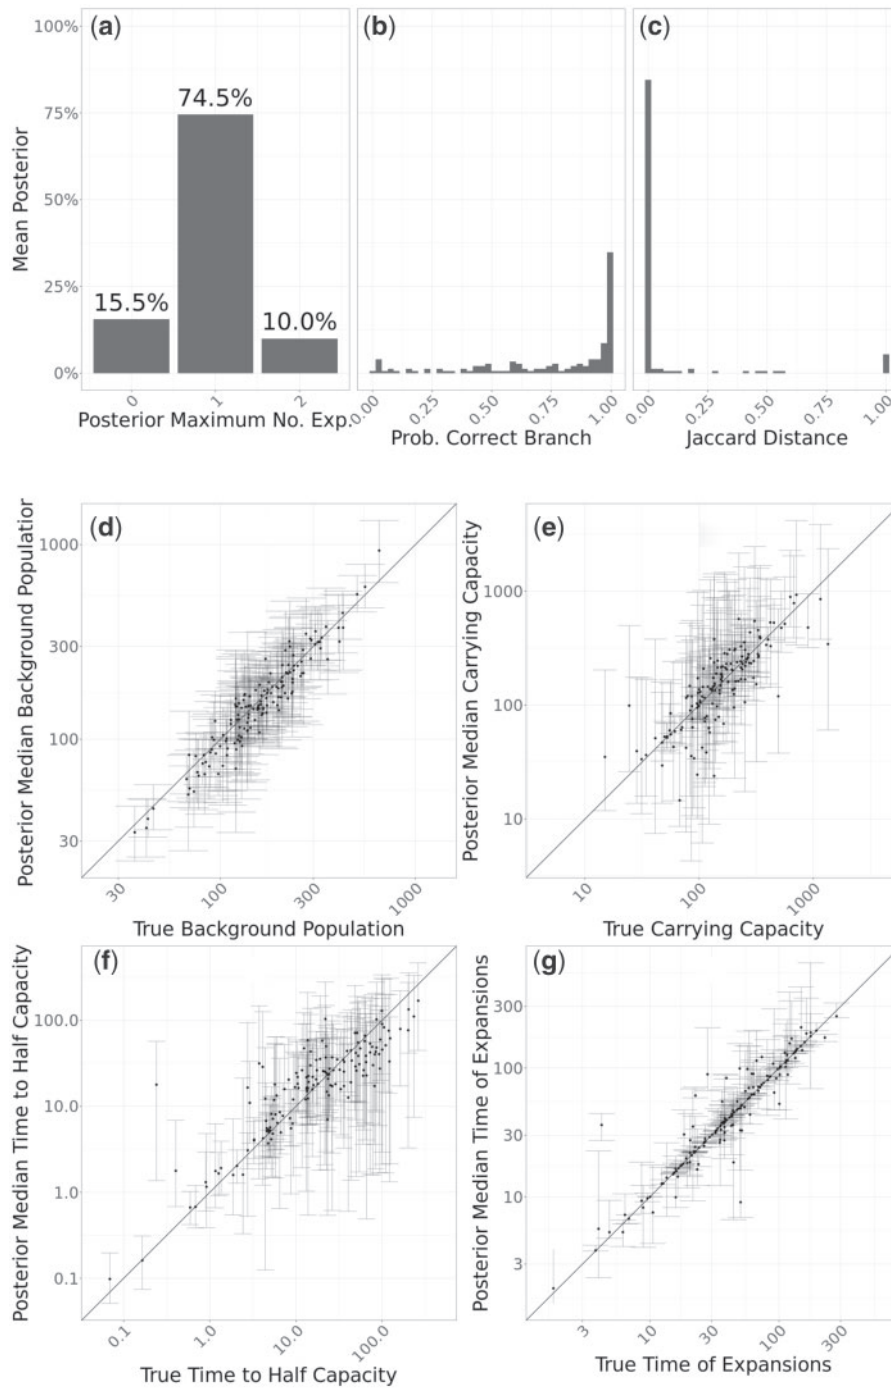 (a)
(b)
(c)
100%
75%
50%
25%
0%
Mean Posterior
74.5%
15.5%
10.0%
0
1
2
Posterior Maximum No. Exp.
0.00
0.25
0.50
0.75
1.00
Prob. Correct Branch
0.00
0.25
0.50
0.75
1.00
Jaccard Distance
(d)
Posterior Median Background Population
1000
300
100
30
30
100
300
1000
True Background Population
(e)
Posterior Median Carrying Capacity
1000
100
10
10
100
1000
True Carrying Capacity
(f)
Posterior Median Time to Half Capacity
100.0
10.0
1.0
0.1
0.1
1.0
10.0
100.0
True Time to Half Capacity
(g)
Posterior Median Time of Expansions
300
100
30
10
3
3
10
30
100
300
True Time of Expansions